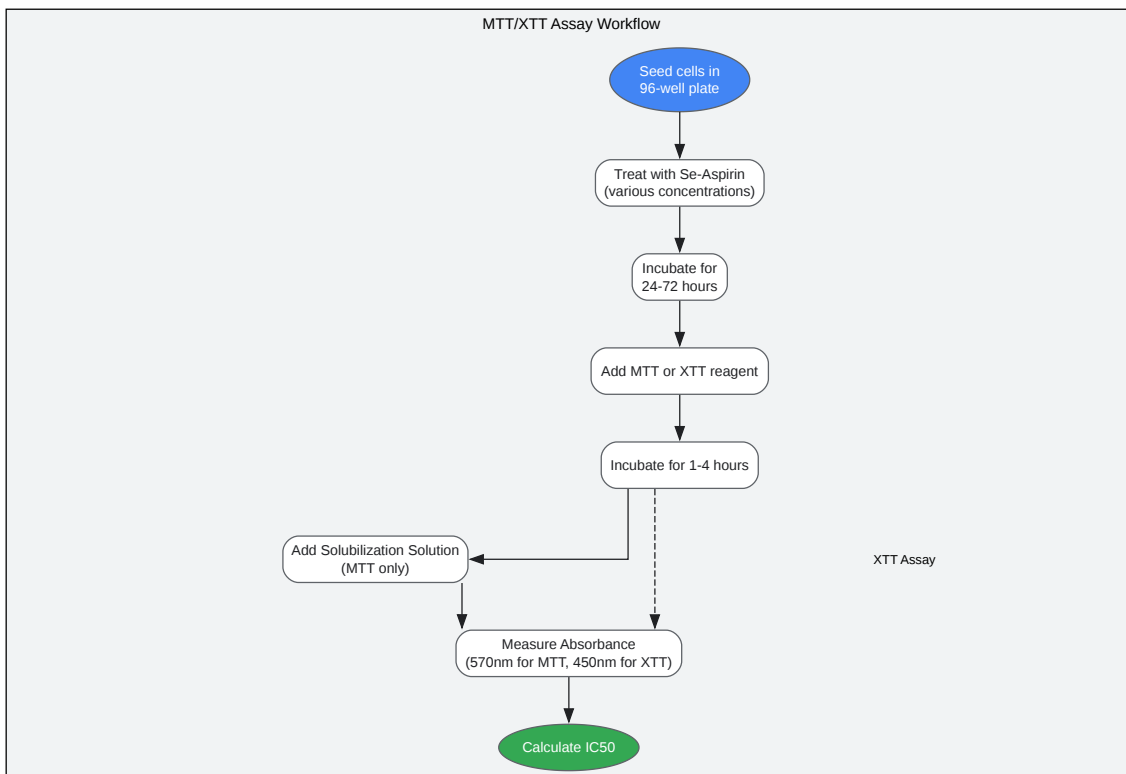 MTT/XTT Assay Workflow
Seed cells in
96-well plate
Treat with Se-Aspirin
(various concentrations)
Incubate for
24-72 hours
Add MTT or XTT reagent
Incubate for 1-4 hours
Add Solubilization Solution
(MTT only)
XTT Assay
Measure Absorbance
(570nm for MTT, 450nm for XTT)
Calculate IC50